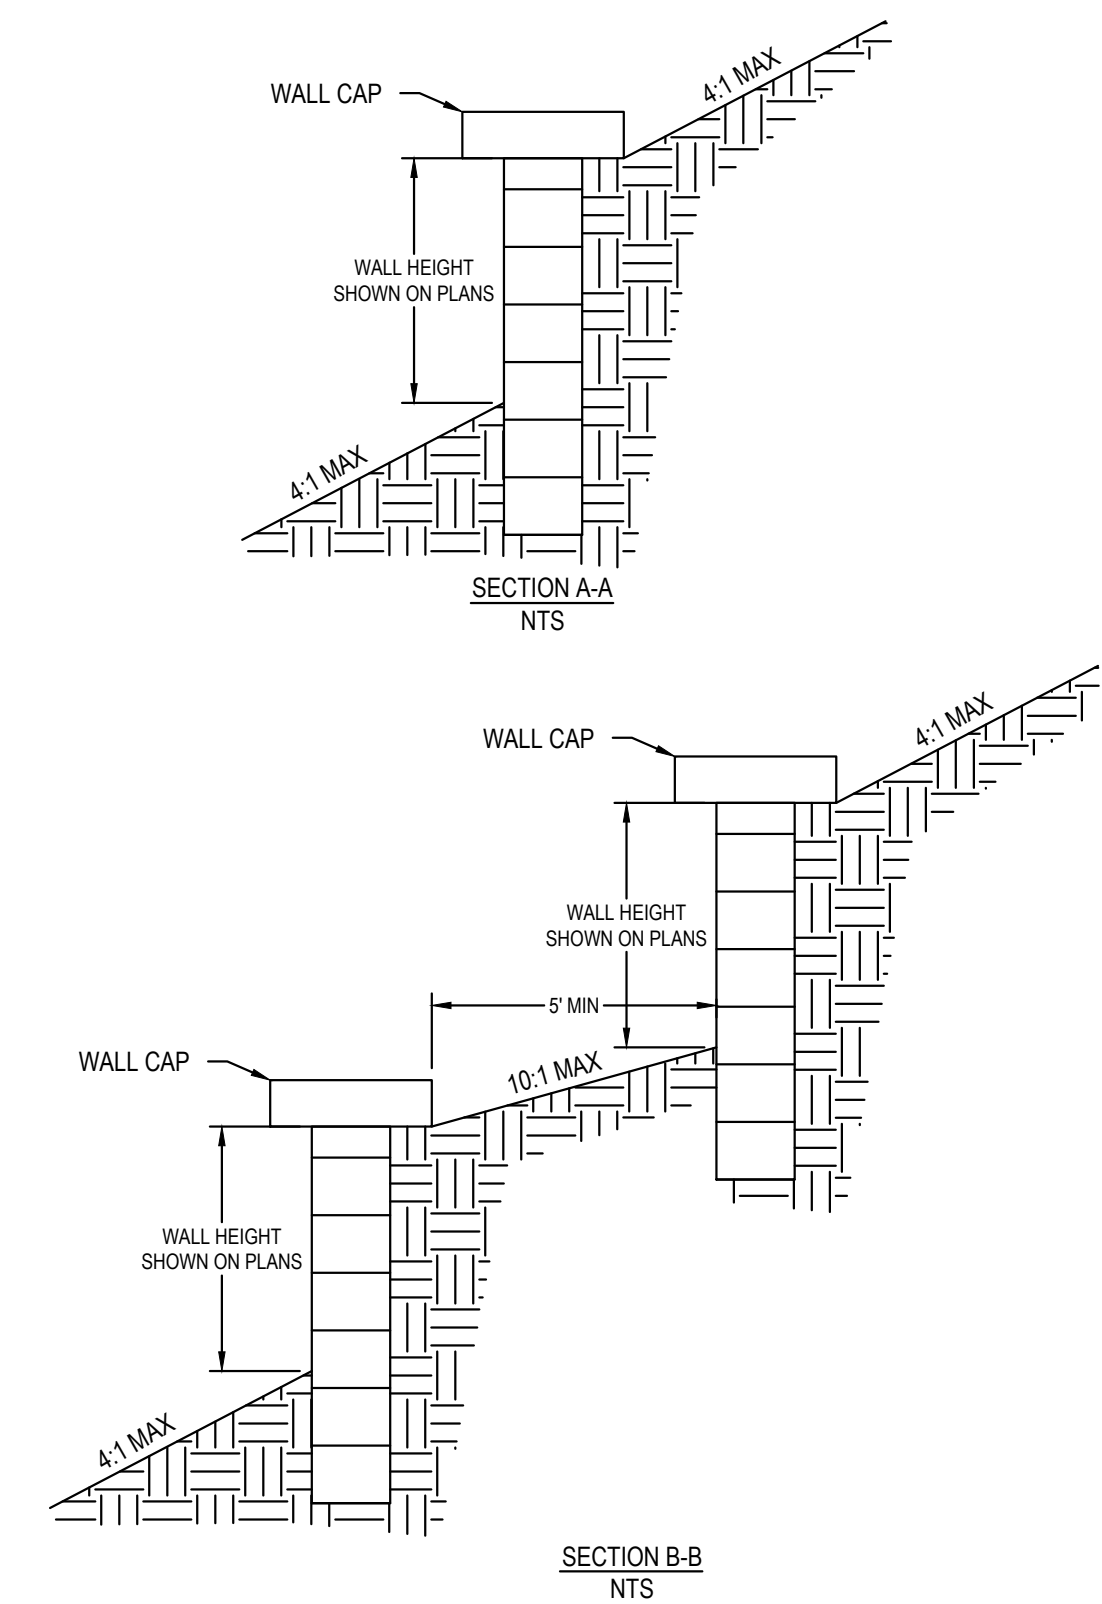 4:1 MAX
WALL CAP
WALL HEIGHT
SHOWN ON PLANS
4:1 MAX
SECTION A-A
NTS
4:1 MAX
WALL CAP
WALL HEIGHT
SHOWN ON PLANS
5' MIN
10:1 MAX
WALL CAP
WALL HEIGHT
SHOWN ON PLANS
4:1 MAX
SECTION B-B
NTS